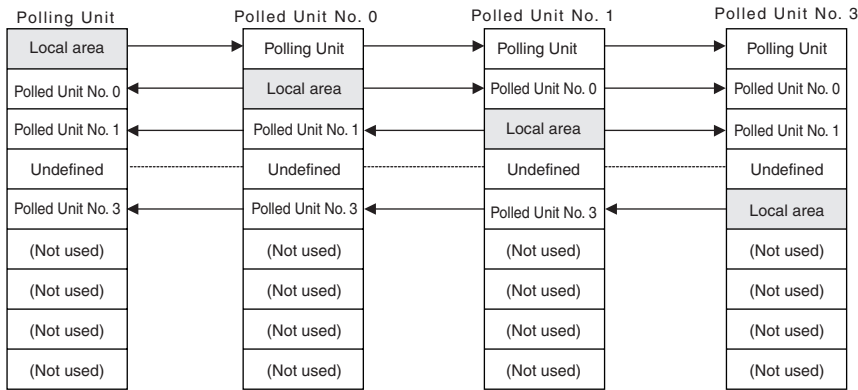 Polling Unit Polled Unit No. 0 Polled Unit No. 1 Polled Unit No. 3
Local area Polling Unit Polling Unit Polling Unit
Polled Unit No. 0 Local area Polled Unit No. 0 Polled Unit No. 0
Polled Unit No. 1 Polled Unit No. 1 Local area Polled Unit No. 1
Undefined Undefined Undefined Undefined
Polled Unit No. 3 Polled Unit No. 3 Polled Unit No. 3 Local area
(Not used) (Not used) (Not used) (Not used)
(Not used) (Not used) (Not used) (Not used)
(Not used) (Not used) (Not used) (Not used)
(Not used) (Not used) (Not used) (Not used)